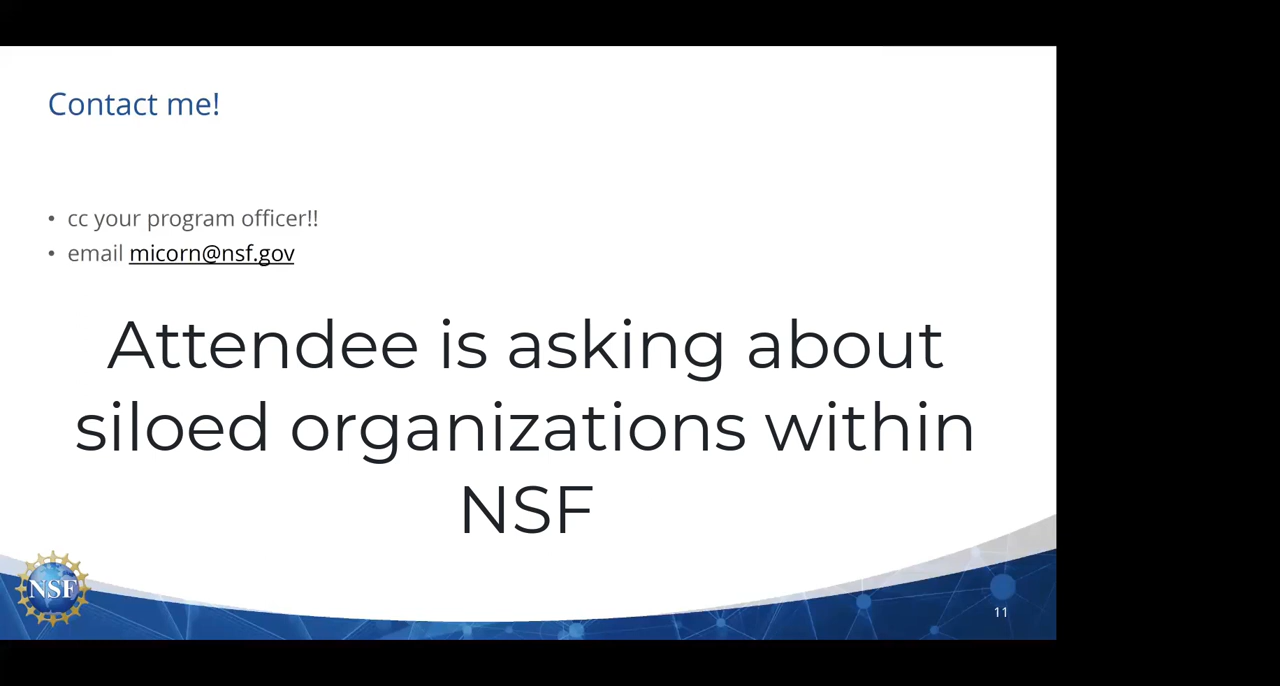 Contact me!
• cc your program officer!!
• email micorn@nsf.gov
Attendee is asking about
siloed organizations within
NSF
NSF
11